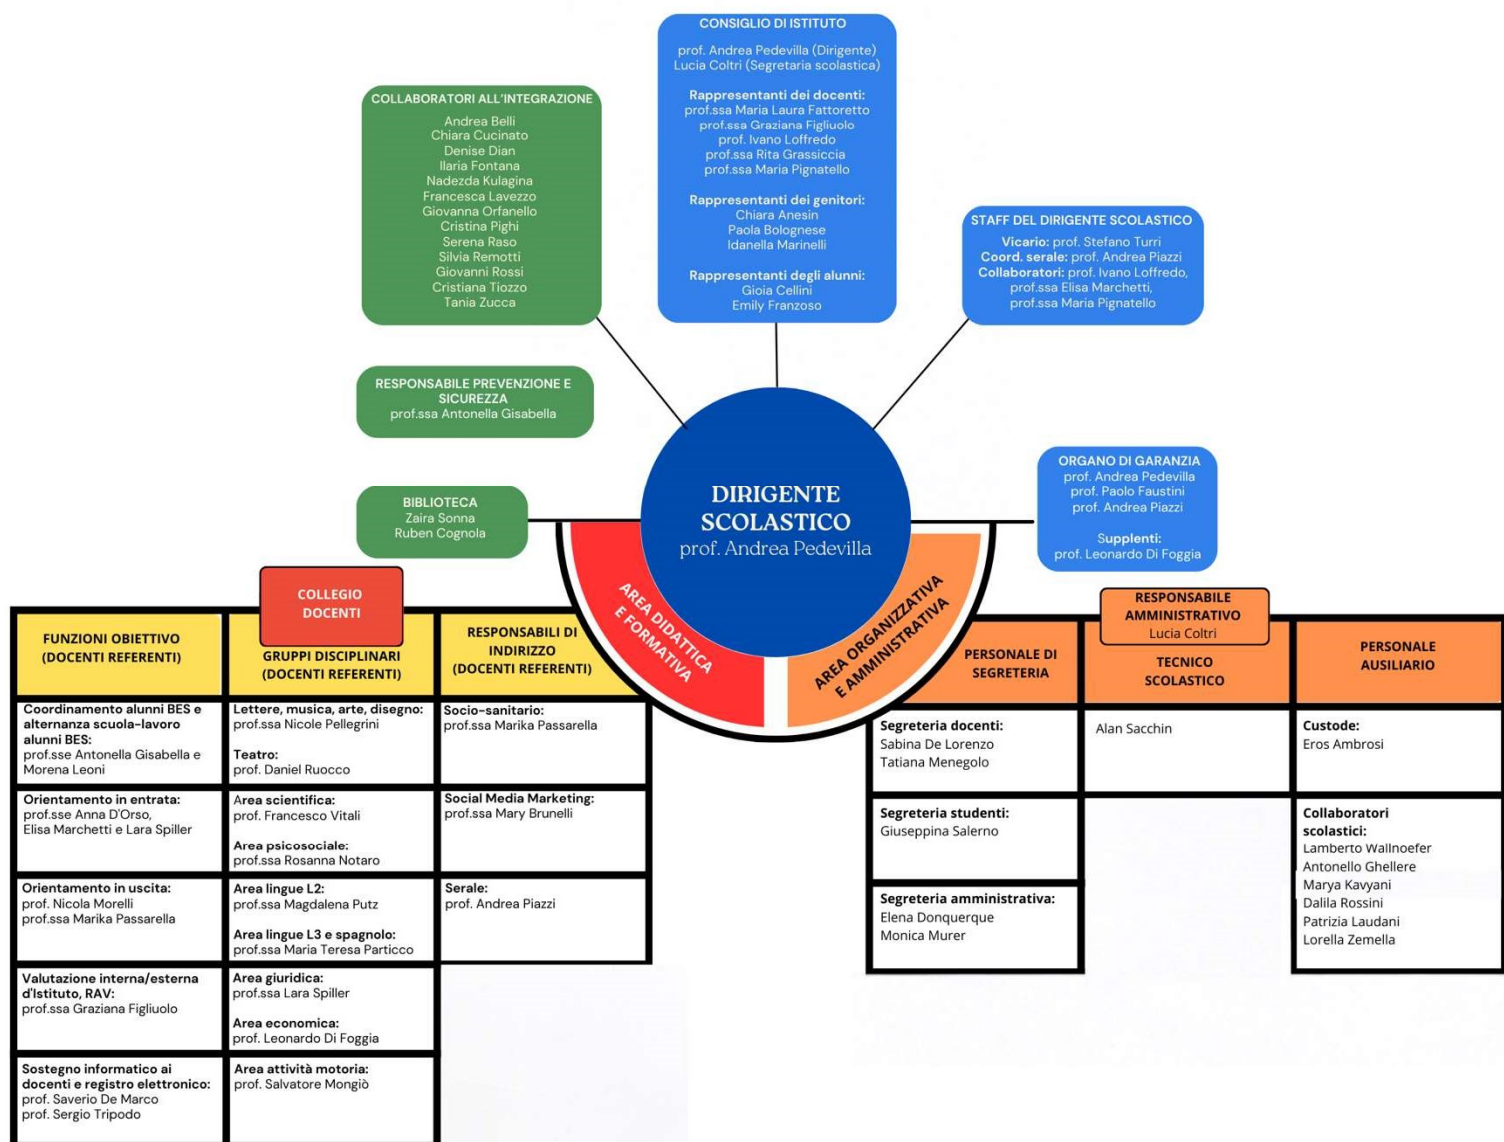 CONSIGLIO DI ISTITUTO
prof. Andrea Pedevilla (Dirigente)
Lucia Coltri (Segretaria scolastica)
Rappresentanti dei docenti:
prof.ssa Maria Laura Fattoretto
prof.ssa Graziana Figliuolo
prof. Ivano Loffredo
prof.ssa Rita Grassiccia
prof.ssa Maria Pignatello
Rappresentanti dei genitori:
Chiara Anesin
Paola Bolognese
Idanella Marinelli
Rappresentanti degli alunni:
Gioia Cellini
Emily Franzoso
COLLABORATORI ALL'INTEGRAZIONE
Andrea Belli
Chiara Cucinato
Denise Dian
Ilaria Fontana
Nadezda Kulagina
Francesca Lavezzo
Giovanna Orfanello
Cristina Pighi
Serena Raso
Silvia Remotti
Giovanni Rossi
Cristiana Tiozzo
Tania Zucca
STAFF DEL DIRIGENTE SCOLASTICO
Vicario: prof. Stefano Turri
Coord. serale: prof. Andrea Piazzi
Collaboratori: prof. Ivano Loffredo,
prof.ssa Elisa Marchetti,
prof.ssa Maria Pignatello
RESPONSABILE PREVENZIONE E
SICUREZZA
prof.ssa Antonella Gisabella
BIBLIOTECA
Zaira Sonna
Ruben Cognola
DIRIGENTE
SCOLASTICO
prof. Andrea Pedevilla
ORGANO DI GARANZIA
prof. Andrea Pedevilla
prof. Paolo Faustini
prof. Andrea Piazzi
Supplenti:
prof. Leonardo Di Foggia
AREA DIDATTICA
E FORMATIVA
AREA ORGANIZZATIVA
E AMMINISTRATIVA
COLLEGIO
DOCENTI
FUNZIONI OBIETTIVO
(DOCENTI REFERENTI)
GRUPPI DISCIPLINARI
(DOCENTI REFERENTI)
RESPONSABILI DI
INDIRIZZO
(DOCENTI REFERENTI)
Coordinamento alunni BES e
alternanza scuola-lavoro
alunni BES:
prof.sse Antonella Gisabella e
Morena Leoni
Lettere, musica, arte, disegno:
prof.ssa Nicole Pellegrini
Teatro:
prof. Daniel Ruocco
Socio-sanitario:
prof.ssa Marika Passarella
Orientamento in entrata:
prof.sse Anna D'Orso,
Elisa Marchetti e Lara Spiller
Area scientifica:
prof. Francesco Vitali
Area psicosociale:
prof.ssa Rosanna Notaro
Social Media Marketing:
prof.ssa Mary Brunelli
Orientamento in uscita:
prof. Nicola Morelli
prof.ssa Marika Passarella
Area lingue L2:
prof.ssa Magdalena Putz
Area lingue L3 e spagnolo:
prof.ssa Maria Teresa Particco
Serale:
prof. Andrea Piazzi
Valutazione interna/esterna
d'Istituto, RAV:
prof.ssa Graziana Figliuolo
Area giuridica:
prof.ssa Lara Spiller
Area economica:
prof. Leonardo Di Foggia
Sostegno informatico ai
docenti e registro elettronico:
prof. Saverio De Marco
prof. Sergio Tripodo
Area attività motoria:
prof. Salvatore Mongiò
RESPONSABILE
AMMINISTRATIVO
Lucia Coltri
PERSONALE DI
SEGRETERIA
TECNICO
SCOLASTICO
PERSONALE
AUSILIARIO
Segreteria docenti:
Sabina De Lorenzo
Tatiana Menegolo
Alan Sacchin
Custode:
Eros Ambrosi
Segreteria studenti:
Giuseppina Salerno
Collaboratori
scolastici:
Lamberto Wallnoefer
Antonello Ghellere
Marya Kavyani
Dalila Rossini
Patrizia Laudani
Lorella Zemella
Segreteria amministrativa:
Elena Donquerque
Monica Murer